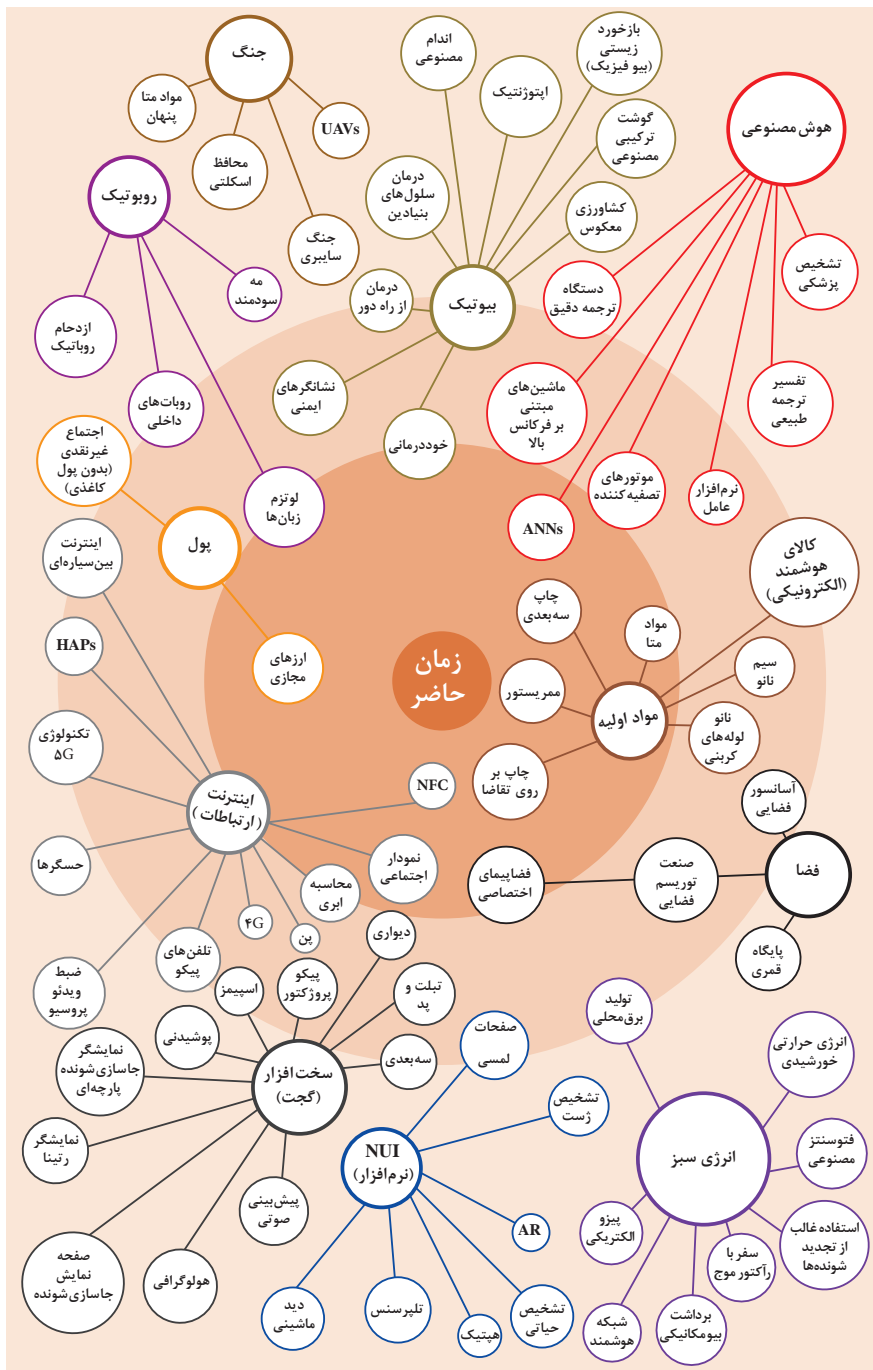 جنگ
مواد متا
پنهان
محافظ
اسکلتی
جنگ
سایبری
UAVs
روبوتیک
ازدحام
روباتیک
روبات‌های
داخلی
لوتزم
زبان‌ها
مه
سودمند
بیوتیک
اندام
مصنوعی
اپتوژنتیک
بازخورد
زیستی
(بیو فیزیک)
گوشت
ترکیبی
مصنوعی
کشاورزی
معکوس
درمان
سلول‌های
بنیادین
درمان
از راه دور
نشانگرهای
ایمنی
خوددرمانی
هوش مصنوعی
تشخیص
پزشکی
دستگاه
ترجمه دقیق
تفسیر
ترجمه
طبیعی
ماشین‌های
مبتنی
بر فرکانس
بالا
موتورهای
تصفیه کننده
نرم‌افزار
عامل
ANNs
پول
اجتماع
غیرنقدی
(بدون پول
کاغذی)
ارزهای
مجازی
زمان
حاضر
مواد اولیه
کالای
هوشمند
(الکترونیکی)
چاپ
سه‌بعدی
مواد
متا
سیم
نانو
ممریستور
نانو
لوله‌های
کربنی
چاپ بر
روی تقاضا
اینترنت
(ارتباطات)
اینترنت
بین‌سیاره‌ای
HAPs
تکنولوژی
۵G
حسگرها
ضبط
ویدئو
پروسیو
تلفن‌های
پیکو
۴G
پن
محاسبه
ابری
نمودار
اجتماعی
NFC
فضا
آسانسور
فضایی
صنعت
توریسم
فضایی
فضاپیمای
اختصاصی
پایگاه
قمری
سخت‌افزار
(گجت)
دیواری
پیکو
پروژکتور
اسپیمز
تبلت و
پد
سه‌بعدی
پوشیدنی
نمایشگر
جاسازی‌شونده
پارچه‌ای
نمایشگر
رتینا
صفحه
نمایش
جاسازی‌شونده
هولوگرافی
پیش‌بینی
صوتی
NUI
(نرم‌افزار)
صفحات
لمسی
تشخیص
ژست
AR
تشخیص
حیاتی
هپتیک
تلپرسنس
دید
ماشینی
انرژی سبز
تولید
برق‌محلی
انرژی حرارتی
خورشیدی
فتوسنتز
مصنوعی
استفاده غالب
از تجدید
شونده‌ها
سفر با
رآکتور موج
برداشت
بیومکانیکی
شبکه
هوشمند
پیزو
الکتریکی